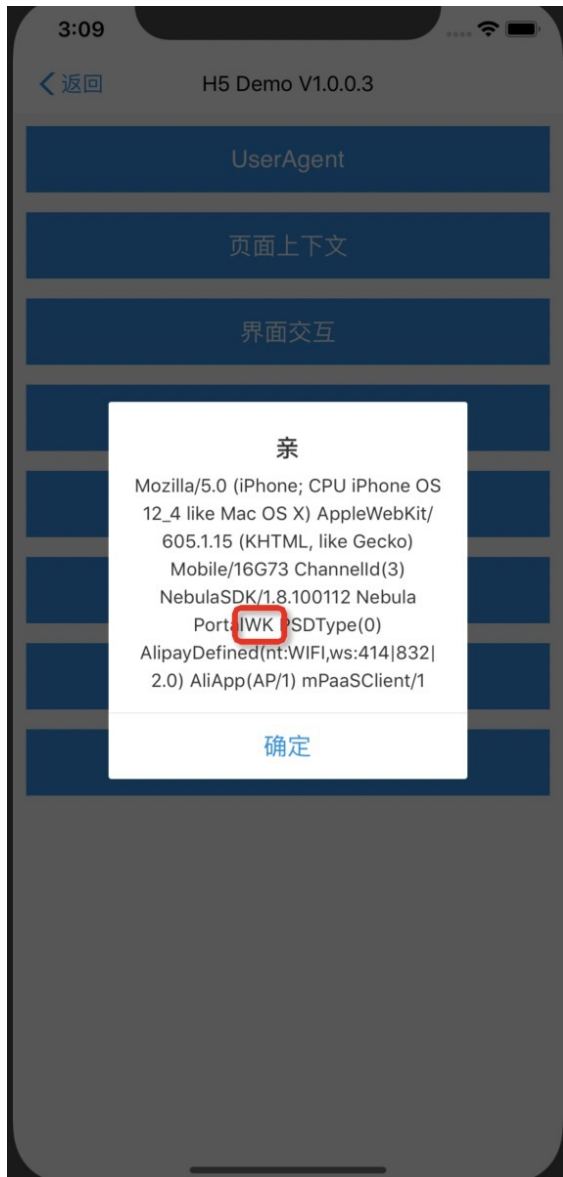 3:09
返回
H5 Demo V1.0.0.3
UserAgent
页面上下文
界面交互
亲
Mozilla/5.0 (iPhone; CPU iPhone OS
12_4 like Mac OS X) AppleWebKit/
605.1.15 (KHTML, like Gecko)
Mobile/16G73 ChannelId(3)
NebulaSDK/1.8.100112 Nebula
PortalWK PSDType(0)
AlipayDefined(nt:WIFI,ws:414|832|
2.0) AliApp(AP/1) mPaaSClient/1
确定